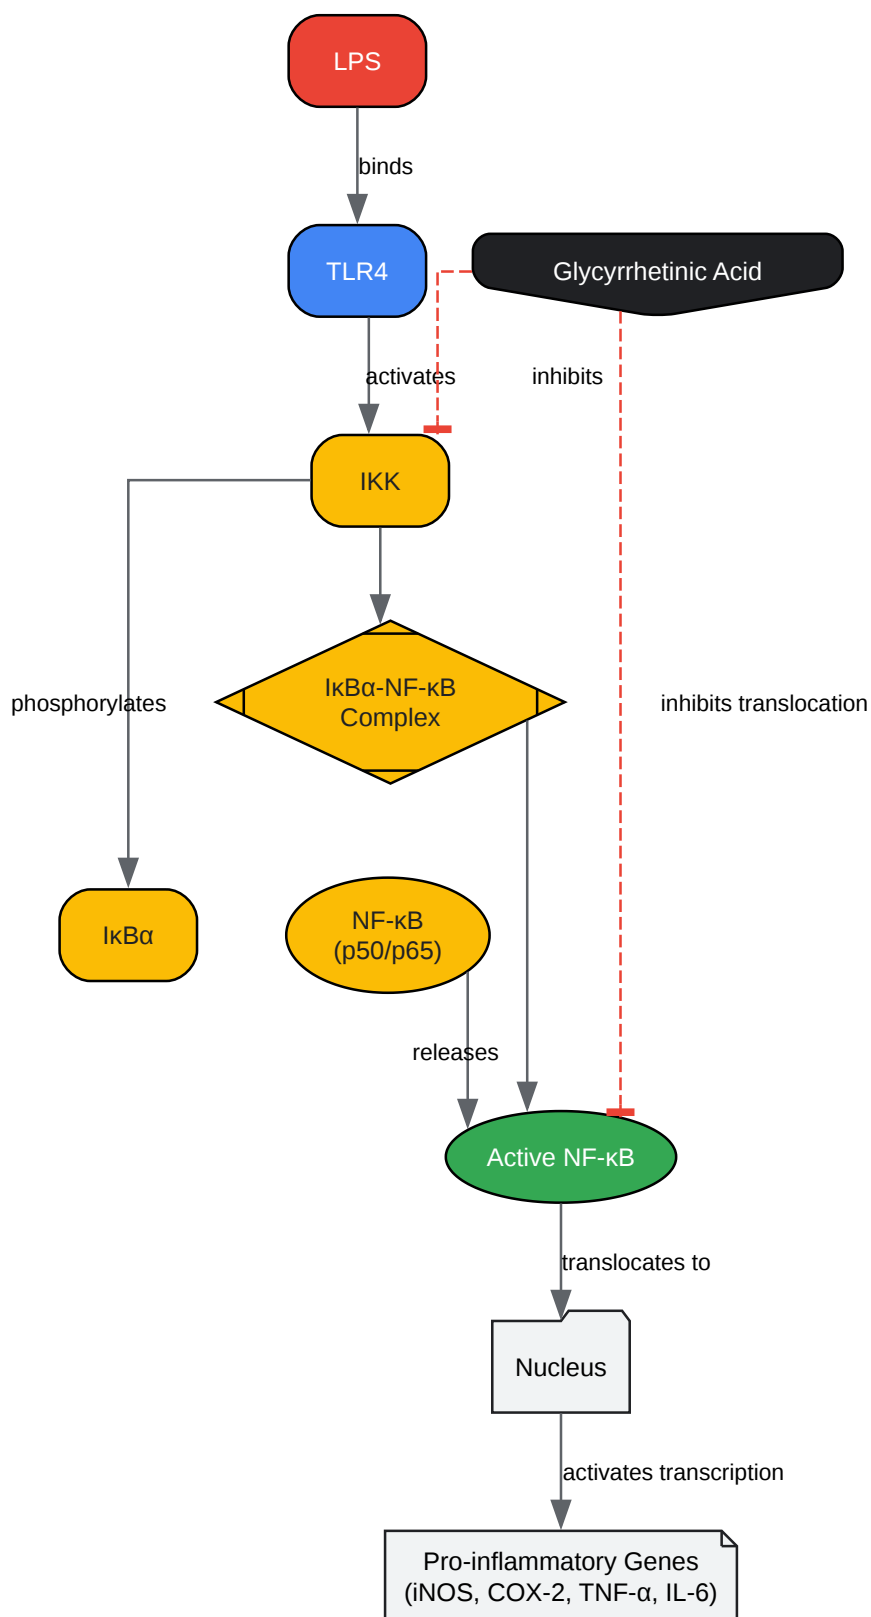 LPS
binds
TLR4
Glycyrrhetinic Acid
activates
inhibits
IKK
IκBα-NF-κB
Complex
phosphorylates
inhibits translocation
IκBα
NF-κB
(p50/p65)
releases
Active NF-κB
translocates to
Nucleus
activates transcription
Pro-inflammatory Genes
(iNOS, COX-2, TNF-α, IL-6)